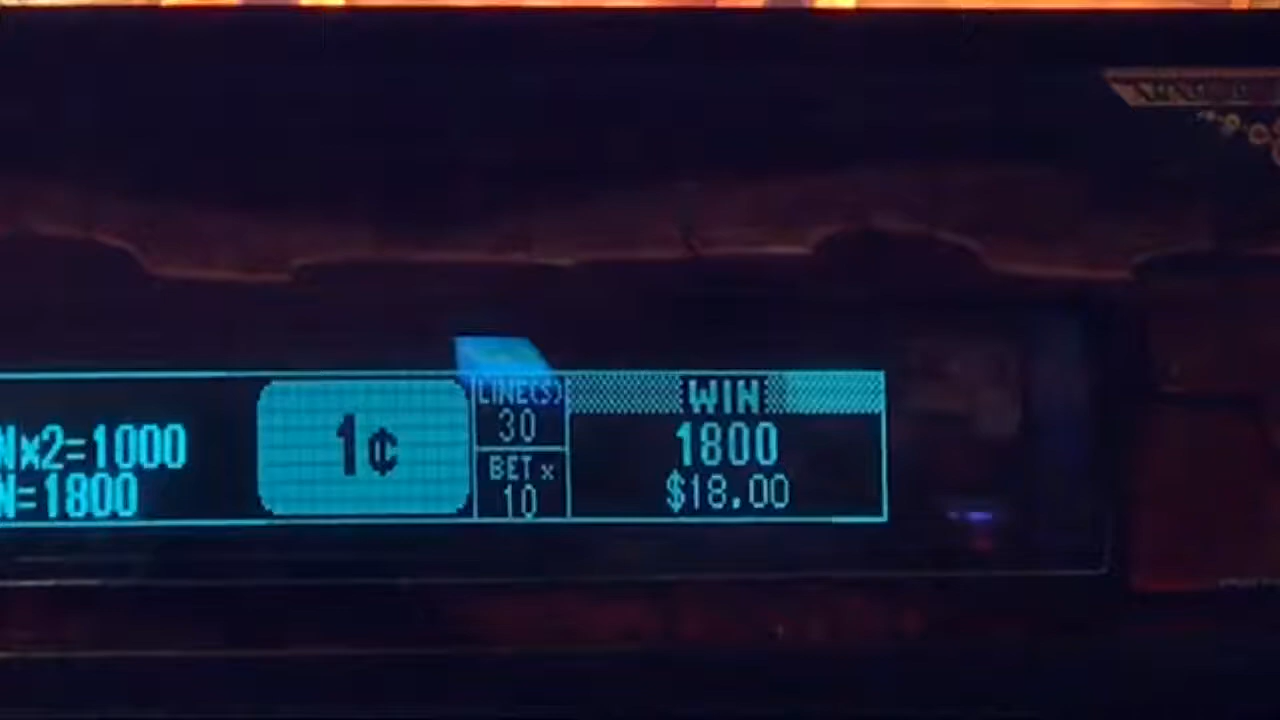 N×2=1000
N=1800
1¢
LINE(S)
30
BET x
10
WIN
1800
$18.00